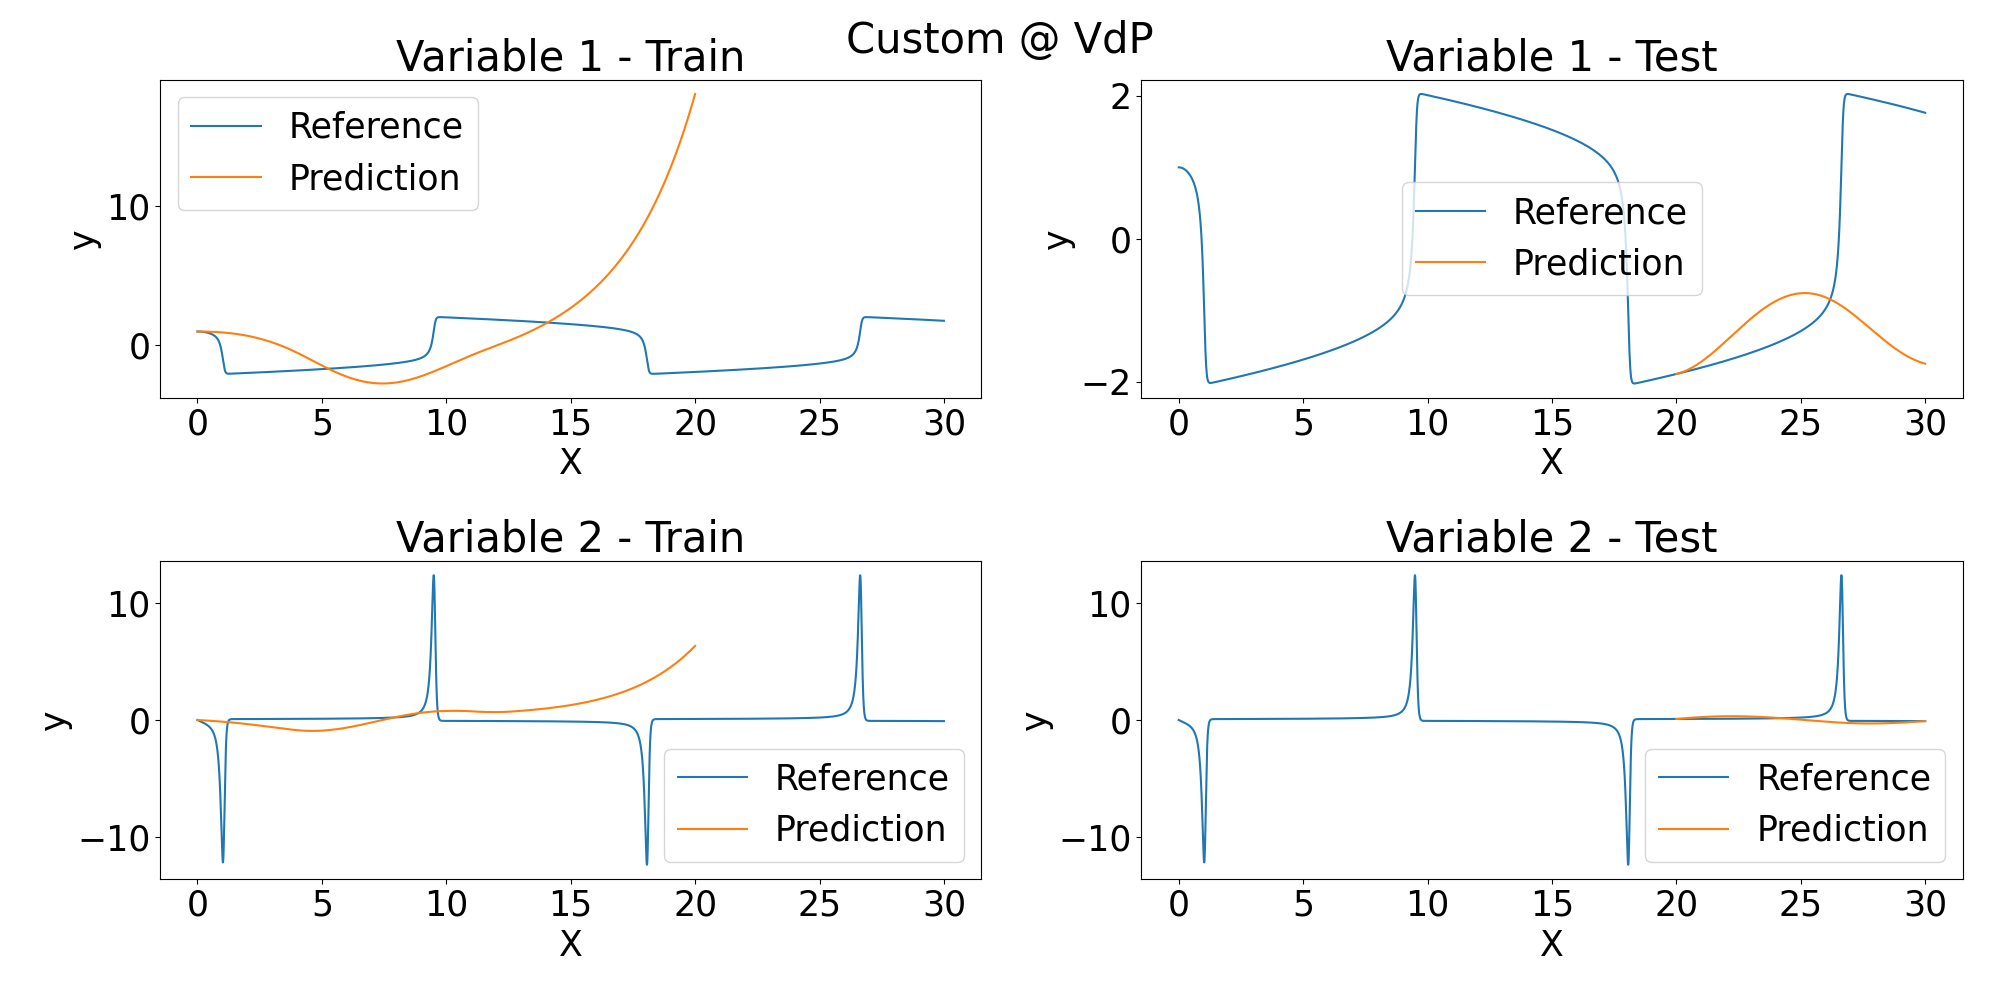 Custom @ VdP
Variable 1 - Train
Reference
Prediction
10
0
y
0 5 10 15 20 25 30
X
Variable 1 - Test
Reference
Prediction
2
0
−2
y
0 5 10 15 20 25 30
X
Variable 2 - Train
Reference
Prediction
10
0
−10
y
0 5 10 15 20 25 30
X
Variable 2 - Test
Reference
Prediction
10
0
−10
y
0 5 10 15 20 25 30
X